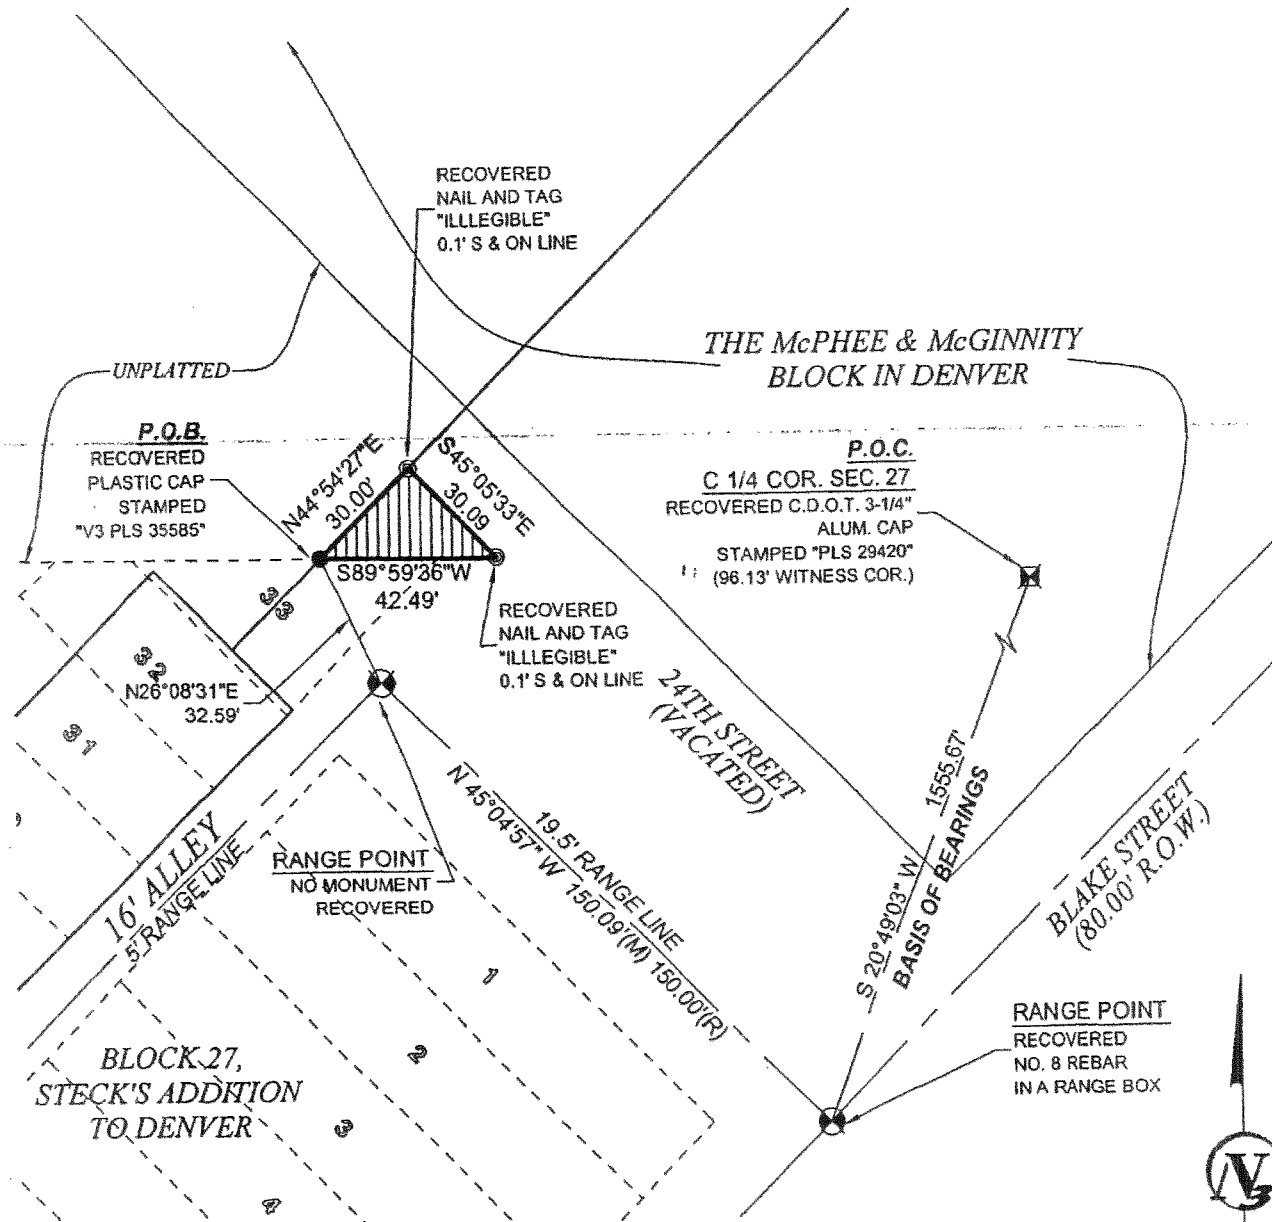 RECOVERED
NAIL AND TAG
"ILLLEGIBLE"
0.1' S & ON LINE
THE McPHEE & McGINNITY
BLOCK IN DENVER
UNPLATTED
P.O.B.
RECOVERED
PLASTIC CAP
STAMPED
"V3 PLS 35585"
N44°54'27"E
30.00'
S45°05'33"E
30.09
S89°59'36"W
42.49'
P.O.C.
C 1/4 COR. SEC. 27
RECOVERED C.D.O.T. 3-1/4"
ALUM. CAP
STAMPED "PLS 29420"
(96.13' WITNESS COR.)
RECOVERED
NAIL AND TAG
"ILLLEGIBLE"
0.1' S & ON LINE
33
32
N26°08'31"E
32.59'
31
24TH STREET
(VACATED)
16' ALLEY
5' RANGE LINE
RANGE POINT
NO MONUMENT
RECOVERED
19.5' RANGE LINE
N 45°04'57" W 150.09'(M) 150.00'(R)
S 20°49'03" W 1555.67'
BASIS OF BEARINGS
BLAKE STREET
(80.00' R.O.W.)
1
2
3
4
BLOCK 27,
STECK'S ADDITION
TO DENVER
RANGE POINT
RECOVERED
NO. 8 REBAR
IN A RANGE BOX
N
3